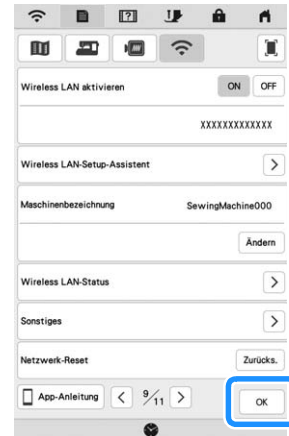 Wireless LAN aktivieren ON OFF
XXXXXXXXXXXXX
Wireless LAN-Setup-Assistent
Maschinenbezeichnung SewingMachine000
Ändern
Wireless LAN-Status
Sonstiges
Netzwerk-Reset Zurücks.
App-Anleitung 9/11 OK